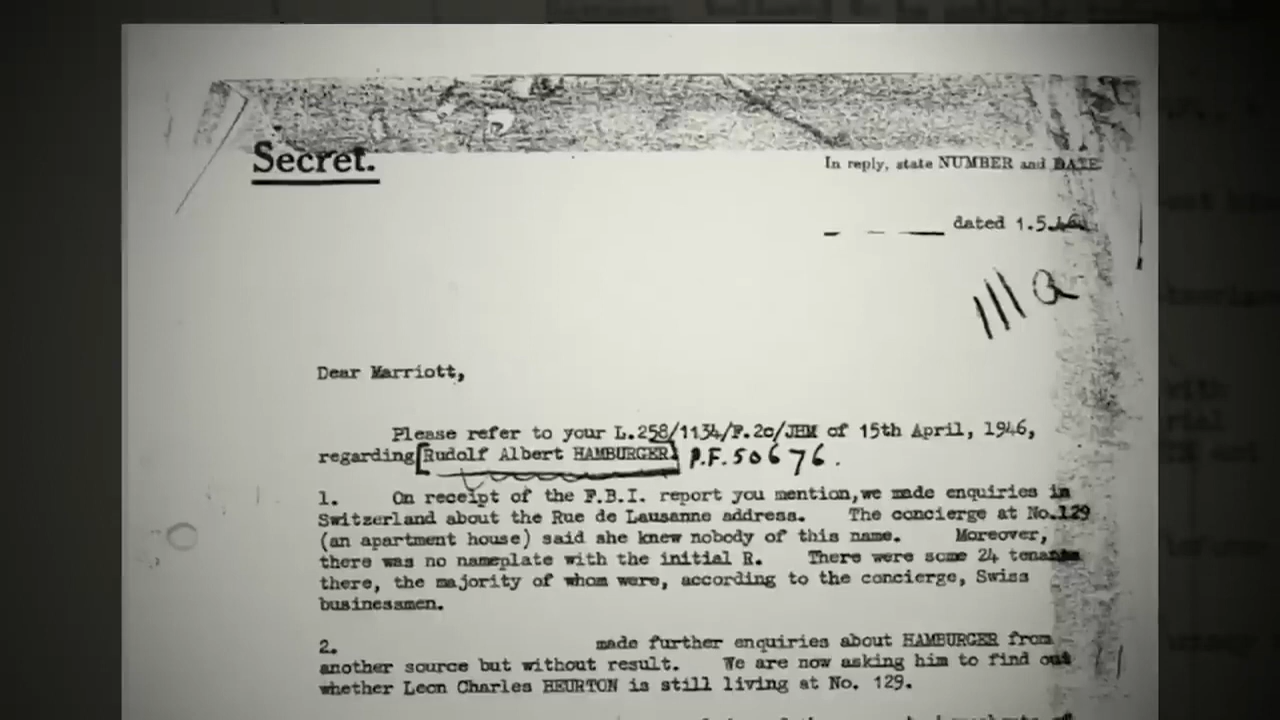 Secret.
In reply, state NUMBER and DATE
dated 1.5.46
111a
Dear Marriott,
Please refer to your L.258/1134/F.2c/JHM of 15th April, 1946,
regarding Rudolf Albert HAMBURGER. P.F.50676.
1. On receipt of the F.B.I. report you mention,we made enquiries in
Switzerland about the Rue de Lausanne address. The concierge at No.129
(an apartment house) said she knew nobody of this name. Moreover,
there was no nameplate with the initial R. There were some 24 tenants
there, the majority of whom were, according to the concierge, Swiss
businessmen.
2. made further enquiries about HAMBURGER from
another source but without result. We are now asking him to find out
whether Leon Charles BEURTON is still living at No. 129.